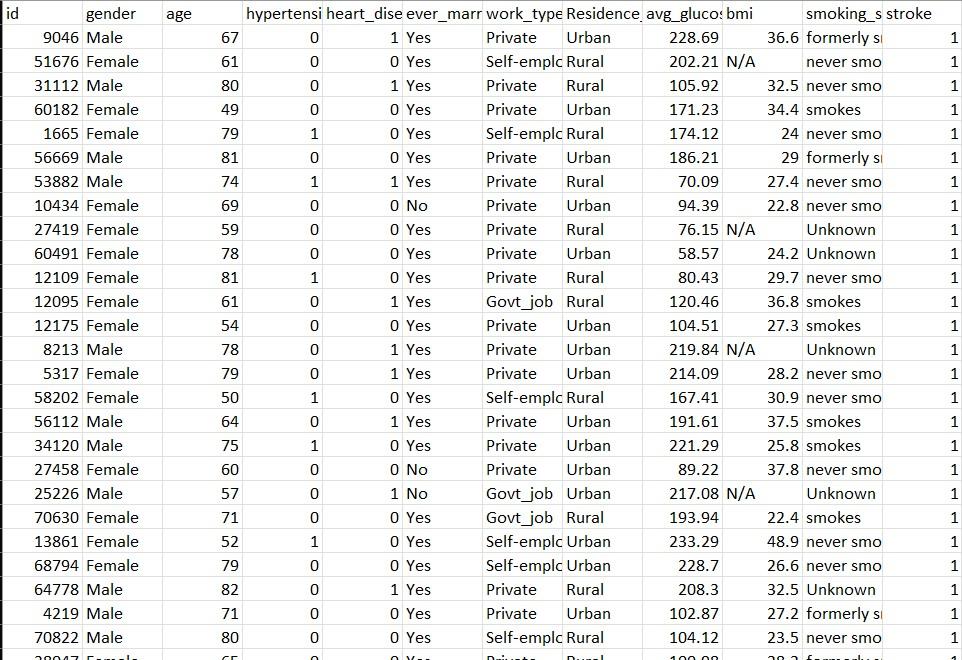 id gender age hypertensi heart_dise ever_marr work_type Residence_ avg_glucos bmi smoking_s stroke
9046 Male 67 0 1 Yes Private Urban 228.69 36.6 formerly s 1
51676 Female 61 0 0 Yes Self-emplo Rural 202.21 N/A never smo 1
31112 Male 80 0 1 Yes Private Rural 105.92 32.5 never smo 1
60182 Female 49 0 0 Yes Private Urban 171.23 34.4 smokes 1
1665 Female 79 1 0 Yes Self-emplo Rural 174.12 24 never smo 1
56669 Male 81 0 0 Yes Private Urban 186.21 29 formerly s 1
53882 Male 74 1 1 Yes Private Rural 70.09 27.4 never smo 1
10434 Female 69 0 0 No Private Urban 94.39 22.8 never smo 1
27419 Female 59 0 0 Yes Private Rural 76.15 N/A Unknown 1
60491 Female 78 0 0 Yes Private Urban 58.57 24.2 Unknown 1
12109 Female 81 1 0 Yes Private Rural 80.43 29.7 never smo 1
12095 Female 61 0 1 Yes Govt_job Rural 120.46 36.8 smokes 1
12175 Female 54 0 0 Yes Private Urban 104.51 27.3 smokes 1
8213 Male 78 0 1 Yes Private Urban 219.84 N/A Unknown 1
5317 Female 79 0 1 Yes Private Urban 214.09 28.2 never smo 1
58202 Female 50 1 0 Yes Self-emplo Rural 167.41 30.9 never smo 1
56112 Male 64 0 1 Yes Private Urban 191.61 37.5 smokes 1
34120 Male 75 1 0 Yes Private Urban 221.29 25.8 smokes 1
27458 Female 60 0 0 No Private Urban 89.22 37.8 never smo 1
25226 Male 57 0 1 No Govt_job Urban 217.08 N/A Unknown 1
70630 Female 71 0 0 Yes Govt_job Rural 193.94 22.4 smokes 1
13861 Female 52 1 0 Yes Self-emplo Urban 233.29 48.9 never smo 1
68794 Female 79 0 0 Yes Self-emplo Urban 228.7 26.6 never smo 1
64778 Male 82 0 1 Yes Private Rural 208.3 32.5 Unknown 1
4219 Male 71 0 0 Yes Private Urban 102.87 27.2 formerly s 1
70822 Male 80 0 0 Yes Self-emplo Rural 104.12 23.5 never smo 1